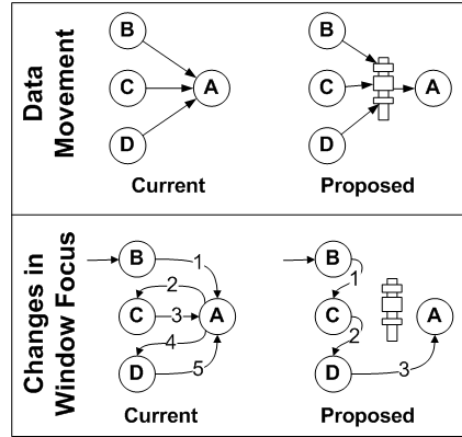 Data
Movement
B
C
D
A
Current
B
C
D
A
Proposed
Changes in
Window Focus
B
C
D
A
1
2
3
4
5
Current
B
C
D
A
1
2
3
Proposed